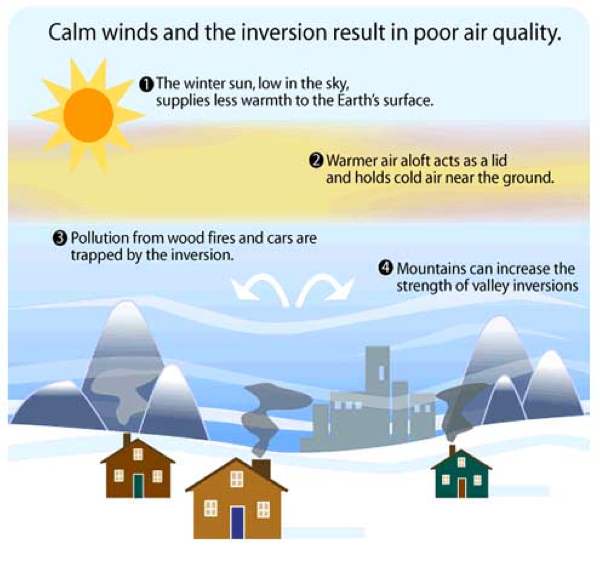 Calm winds and the inversion result in poor air quality.
❶ The winter sun, low in the sky,
supplies less warmth to the Earth's surface.
❷ Warmer air aloft acts as a lid
and holds cold air near the ground.
❸ Pollution from wood fires and cars are
trapped by the inversion.
❹ Mountains can increase the
strength of valley inversions